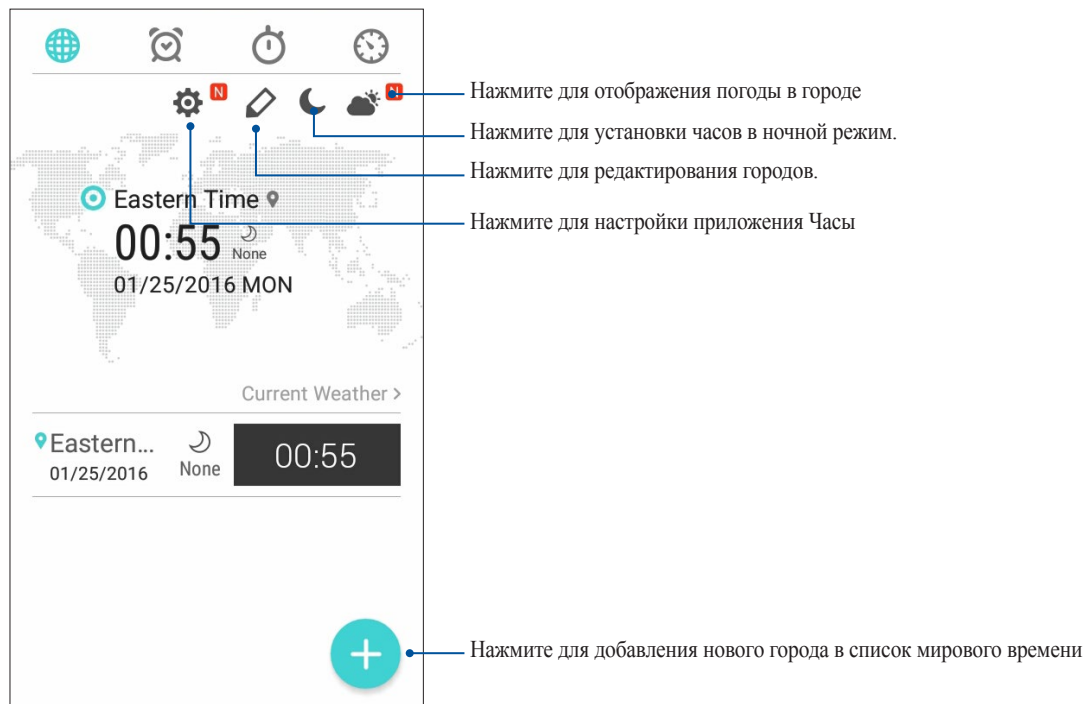 N
N
Нажмите для отображения погоды в городе
Нажмите для установки часов в ночной режим.
Нажмите для редактирования городов.
Eastern Time
Нажмите для настройки приложения Часы
00:55
None
01/25/2016 MON
Current Weather >
Eastern...
01/25/2016
None
00:55
Нажмите для добавления нового города в список мирового времени